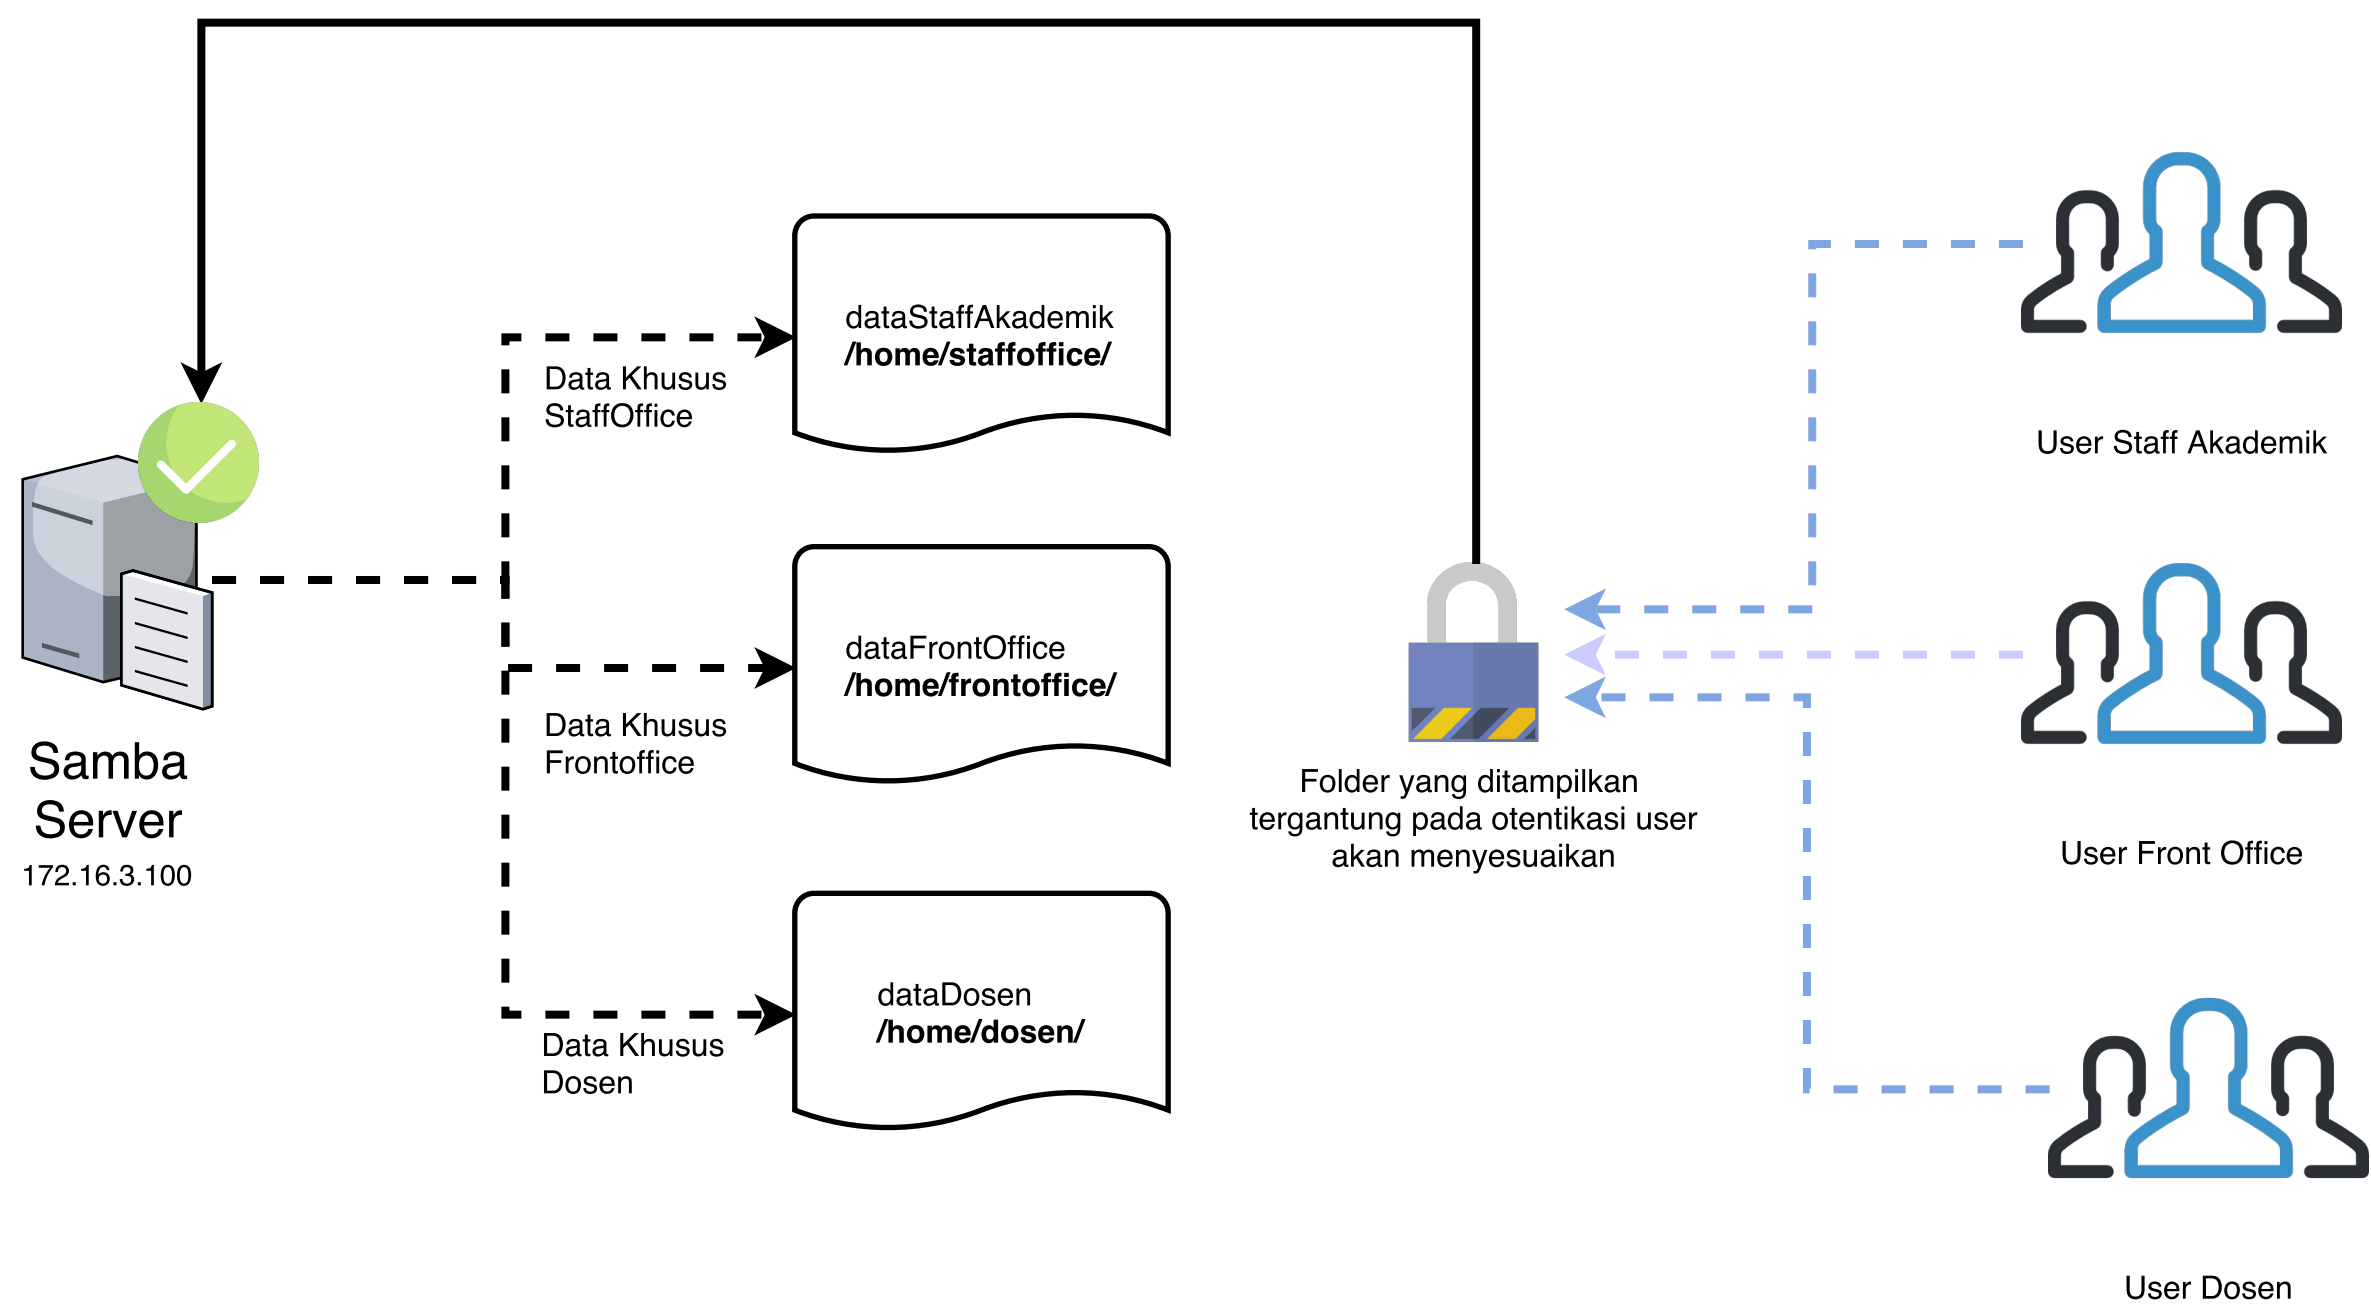 Samba
Server
172.16.3.100
Data Khusus
StaffOffice
dataStaffAkademik
/home/staffoffice/
Data Khusus
Frontoffice
dataFrontOffice
/home/frontoffice/
Data Khusus
Dosen
dataDosen
/home/dosen/
Folder yang ditampilkan
tergantung pada otentikasi user
akan menyesuaikan
User Staff Akademik
User Front Office
User Dosen